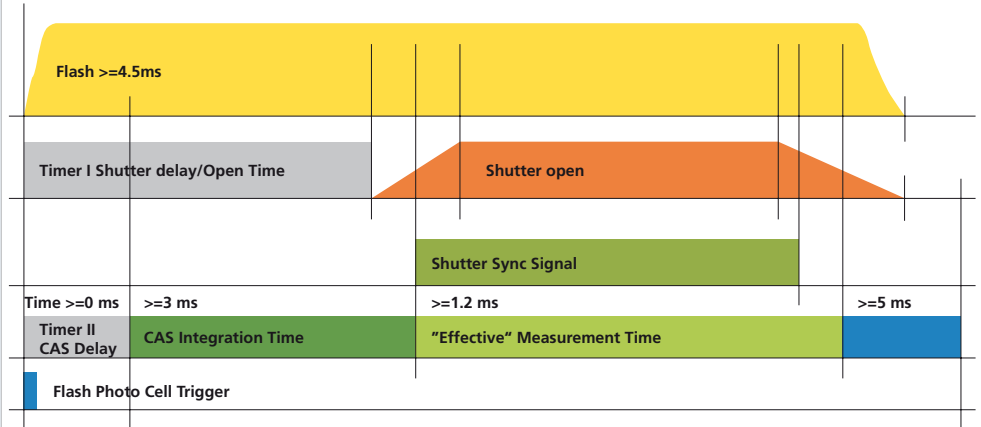 Flash >=4.5ms
Timer I Shutter delay/Open Time
Shutter open
Shutter Sync Signal
Time >=0 ms
>=3 ms
>=1.2 ms
>=5 ms
Timer II
CAS Delay
CAS Integration Time
”Effective“ Measurement Time
Flash Photo Cell Trigger